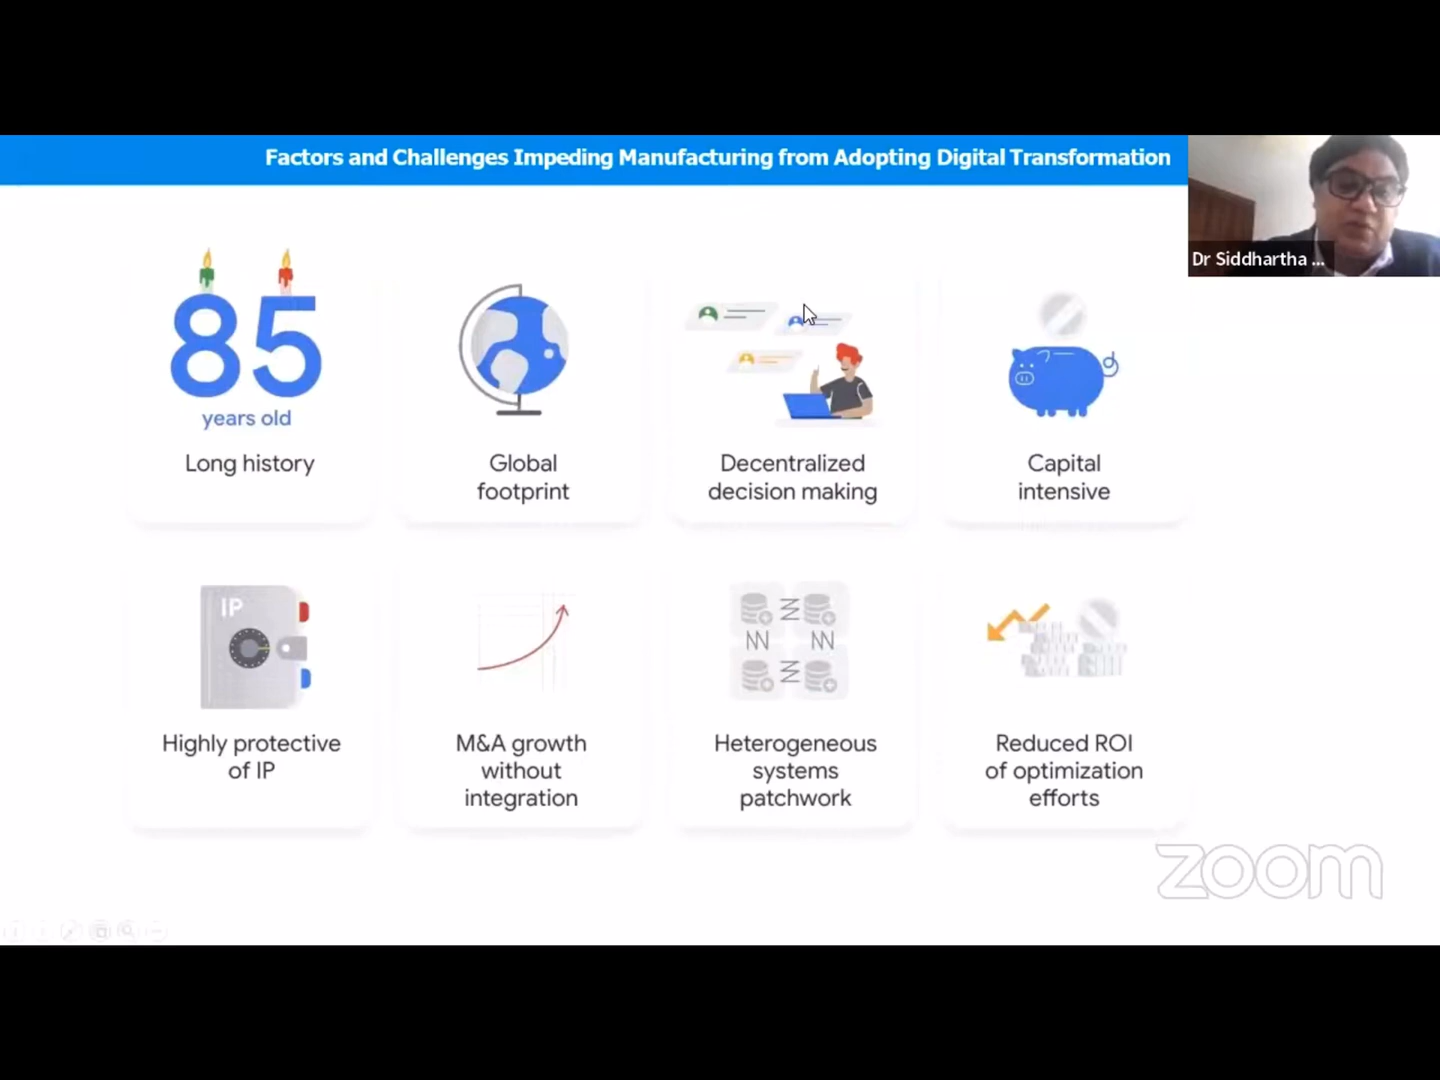 Factors and Challenges Impeding Manufacturing from Adopting Digital Transformation
Dr Siddhartha ...
85
years old
Long history
Global
footprint
Decentralized
decision making
Capital
intensive
IP
Highly protective
of IP
M&A growth
without
integration
Heterogeneous
systems
patchwork
Reduced ROI
of optimization
efforts
zoom